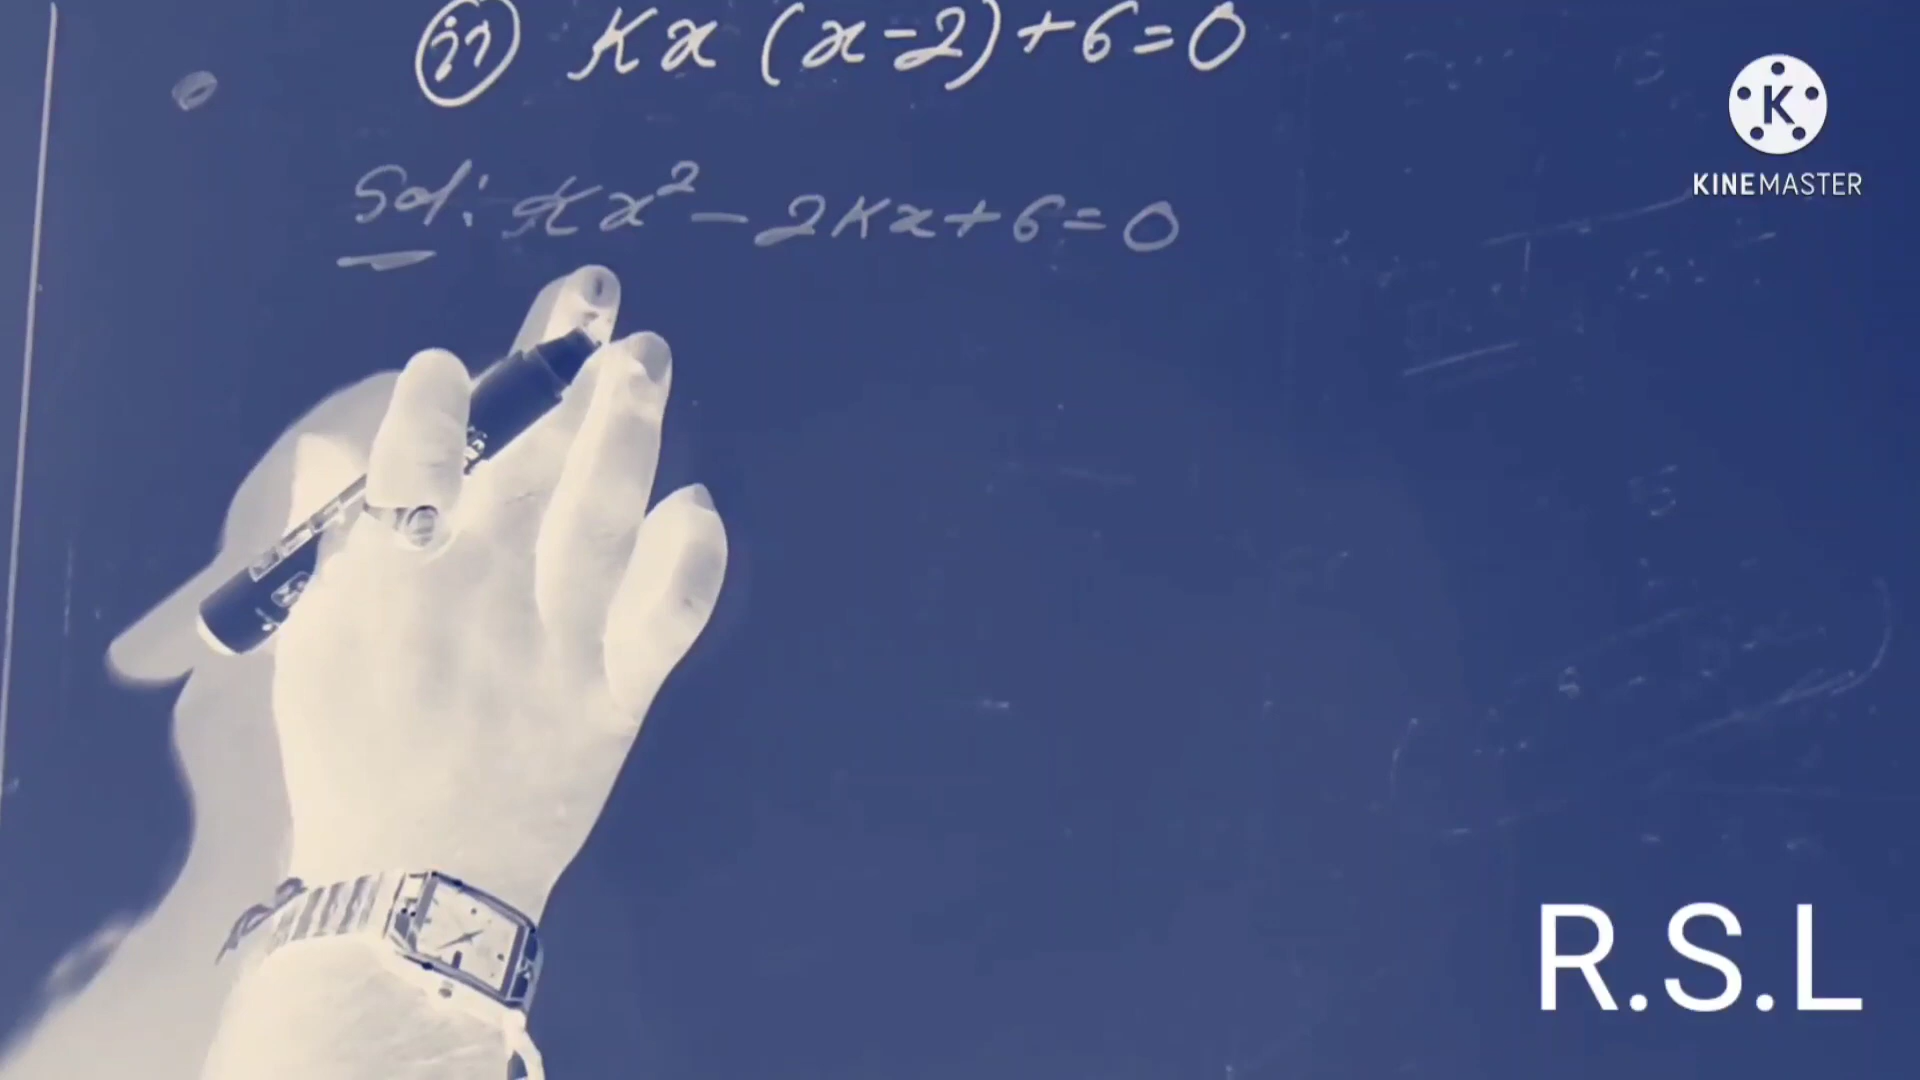 (ii) Kx (x-2)+6=0
Sol: Kx² - 2Kx+6=0
K
KINEMASTER
R.S.L